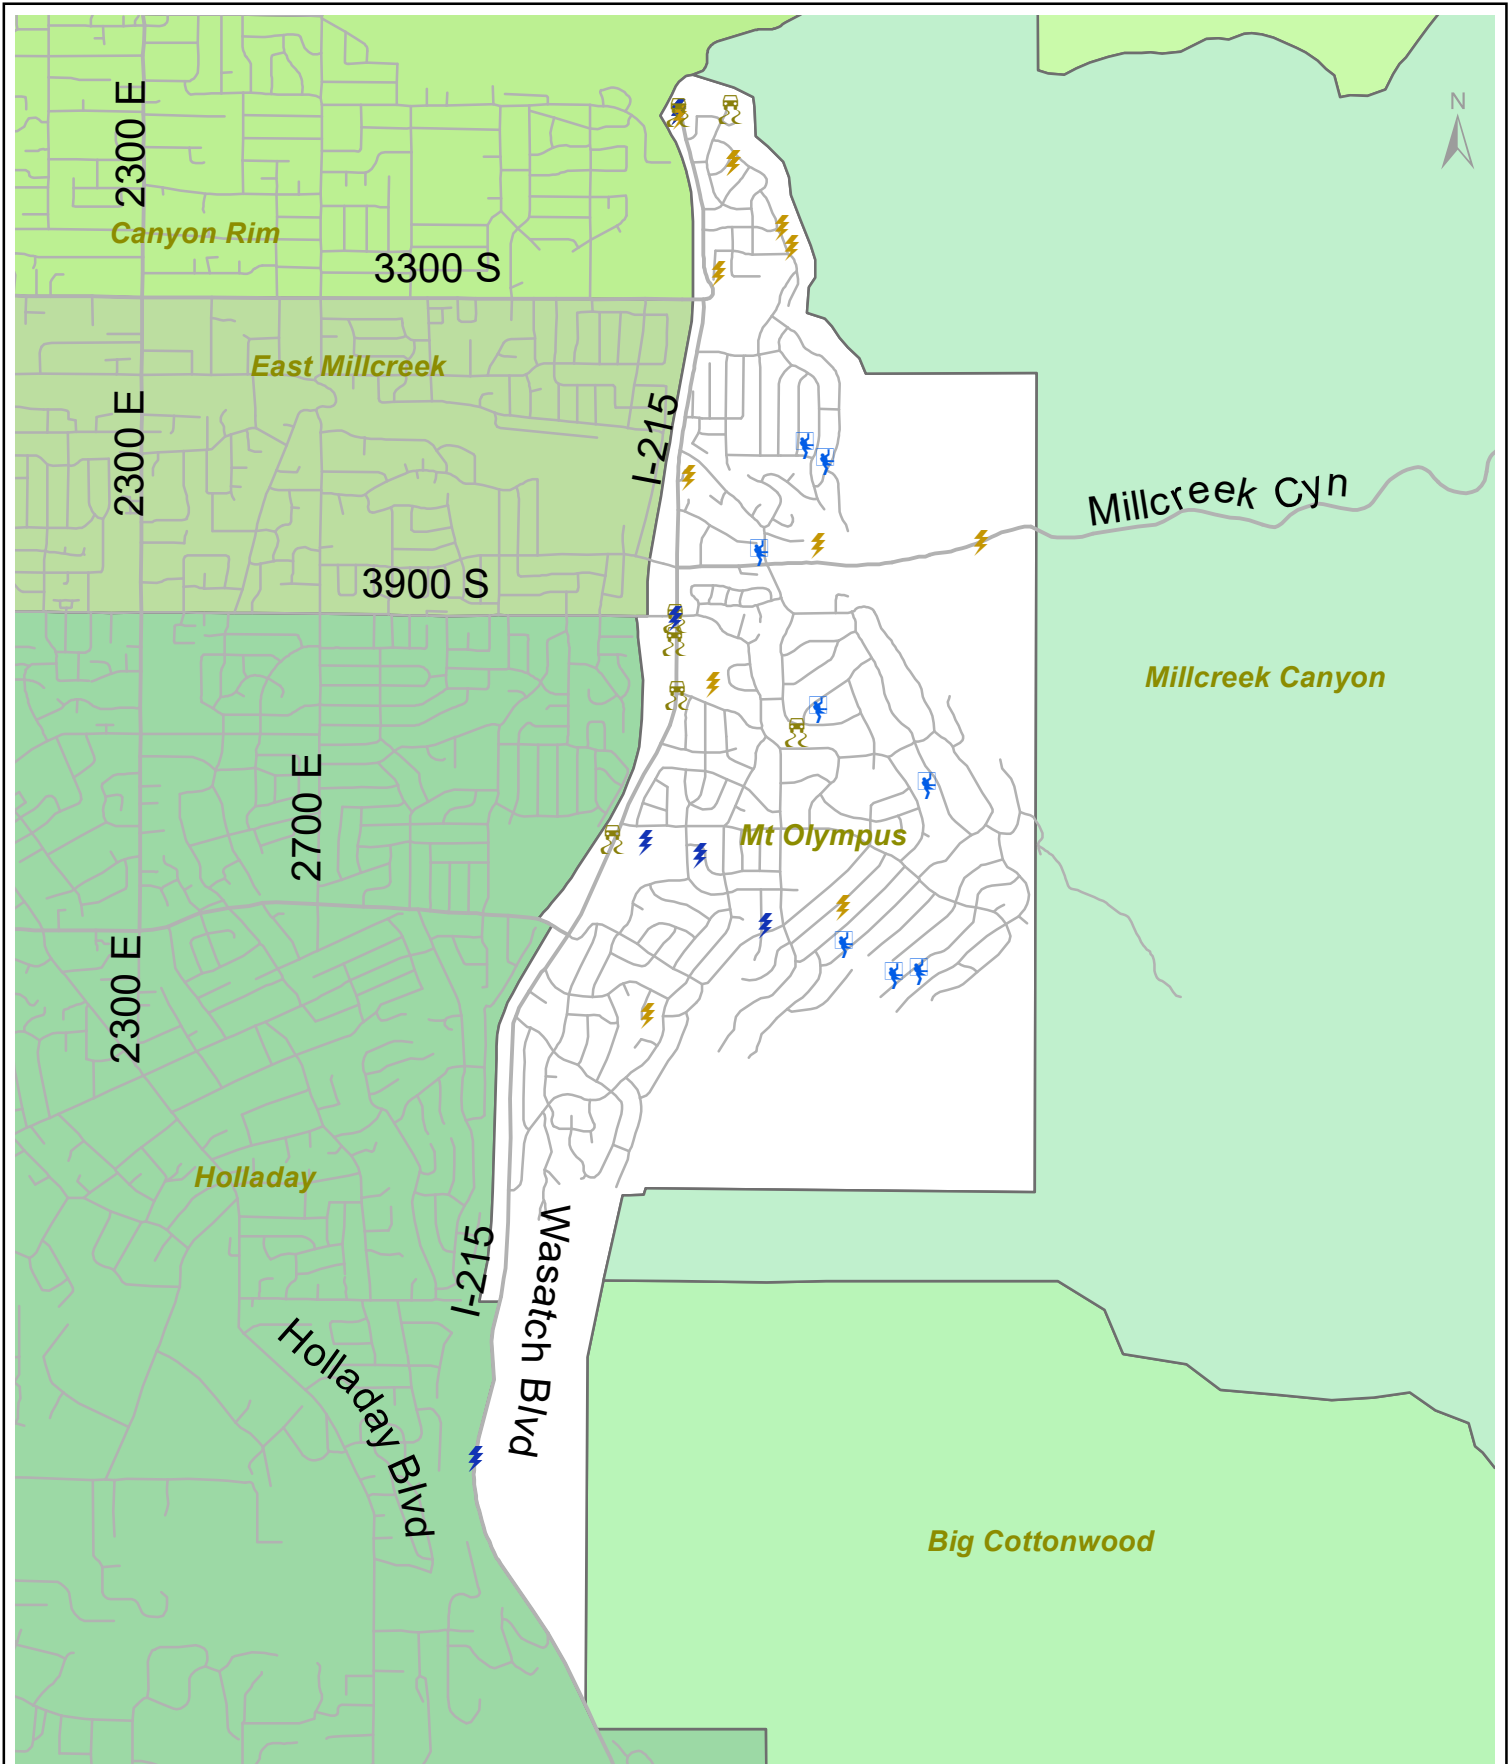 N
2300 E
Canyon Rim
3300 S
East Millcreek
2300 E
I-215
Millcreek Cyn
3900 S
Millcreek Canyon
2700 E
Mt Olympus
2300 E
Holladay
I-215
Wasatch Blvd
Holladay Blvd
Big Cottonwood